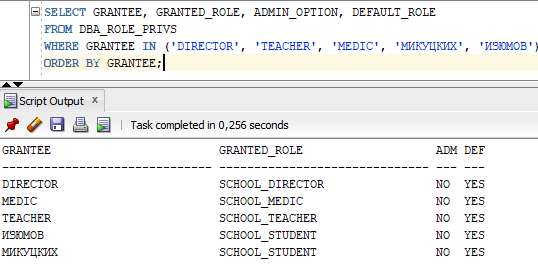 SELECT GRANTEE, GRANTED_ROLE, ADMIN_OPTION, DEFAULT_ROLE
FROM DBA_ROLE_PRIVS
WHERE GRANTEE IN ('DIRECTOR', 'TEACHER', 'MEDIC', 'МИКУЦКИХ', 'ИЗЮМОВ')
ORDER BY GRANTEE;
Script Output x
Task completed in 0,256 seconds
GRANTEE GRANTED_ROLE ADM DEF
------------------------------ ------------------------------ --- ---
DIRECTOR SCHOOL_DIRECTOR NO YES
MEDIC SCHOOL_MEDIC NO YES
TEACHER SCHOOL_TEACHER NO YES
ИЗЮМОВ SCHOOL_STUDENT NO YES
МИКУЦКИХ SCHOOL_STUDENT NO YES